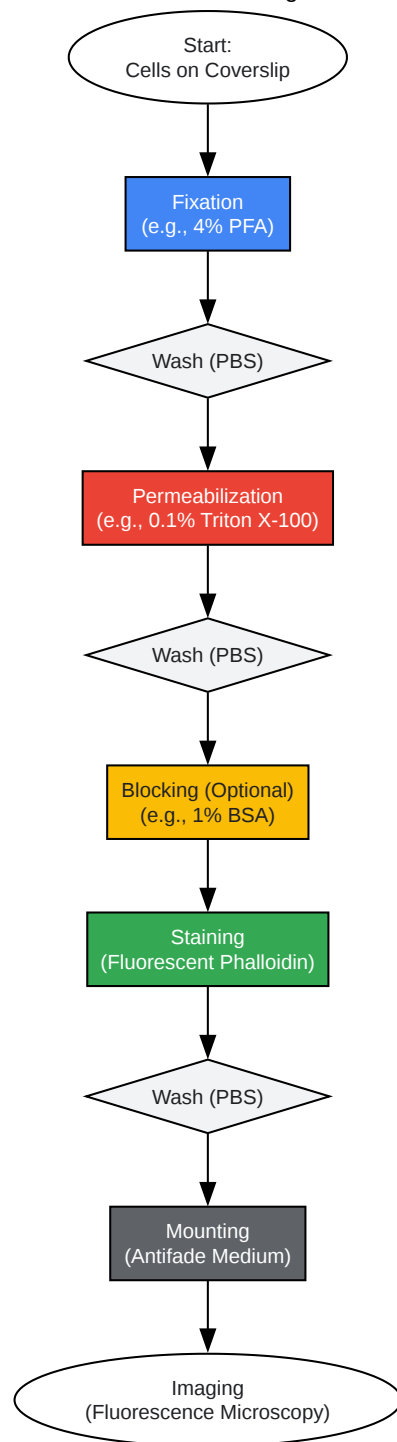 Start:
Cells on Coverslip
Fixation
(e.g., 4% PFA)
Wash (PBS)
Permeabilization
(e.g., 0.1% Triton X-100)
Wash (PBS)
Blocking (Optional)
(e.g., 1% BSA)
Staining
(Fluorescent Phalloidin)
Wash (PBS)
Mounting
(Antifade Medium)
Imaging
(Fluorescence Microscopy)